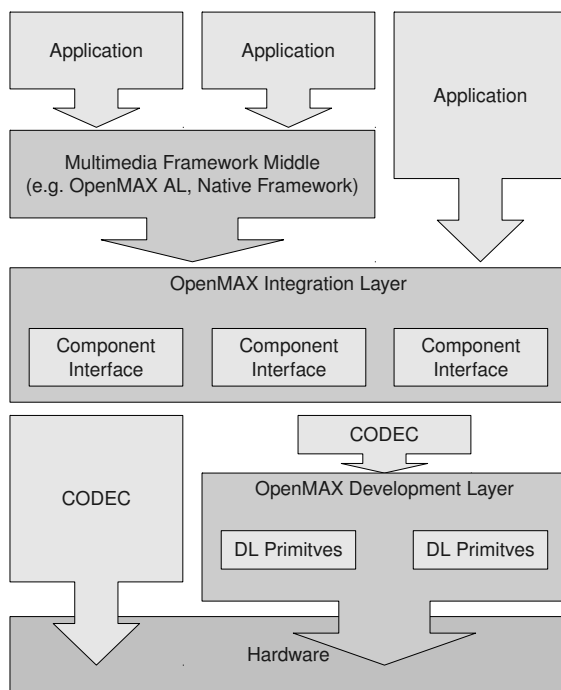 Application
Application
Application
Multimedia Framework Middle
(e.g. OpenMAX AL, Native Framework)
OpenMAX Integration Layer
Component
Interface
Component
Interface
Component
Interface
CODEC
CODEC
OpenMAX Development Layer
DL Primitves
DL Primitves
Hardware